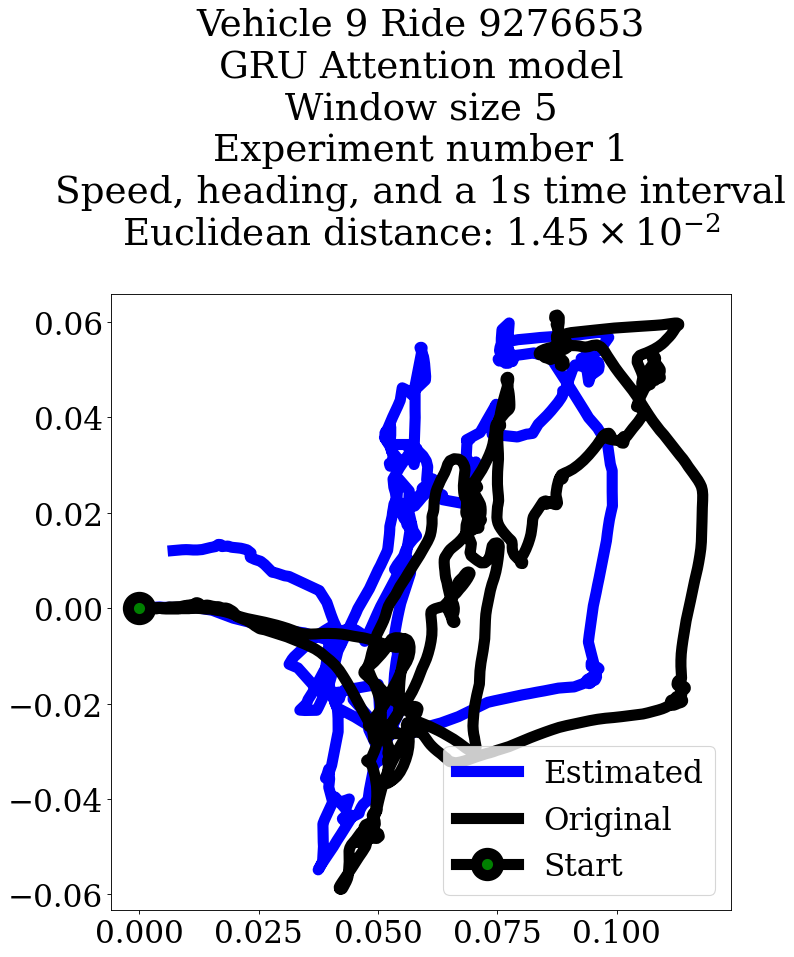 Vehicle 9 Ride 9276653
GRU Attention model
Window size 5
Experiment number 1
Speed, heading, and a 1s time interval
Euclidean distance: 1.45 × 10⁻²
0.06
0.04
0.02
0.00
−0.02
−0.04
−0.06
0.000 0.025 0.050 0.075 0.100
Estimated
Original
Start